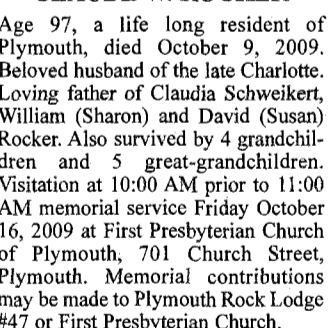 Age 97, a life long resident of
Plymouth, died October 9, 2009.
Beloved husband of the late Charlotte.
Loving father of Claudia Schweikert,
William (Sharon) and David (Susan)
Rocker. Also survived by 4 grandchil-
dren and 5 great-grandchildren.
Visitation at 10:00 AM prior to 11:00
AM memorial service Friday October
16, 2009 at First Presbyterian Church
of Plymouth, 701 Church Street,
Plymouth. Memorial contributions
may be made to Plymouth Rock Lodge
#47 or First Presbyterian Church.